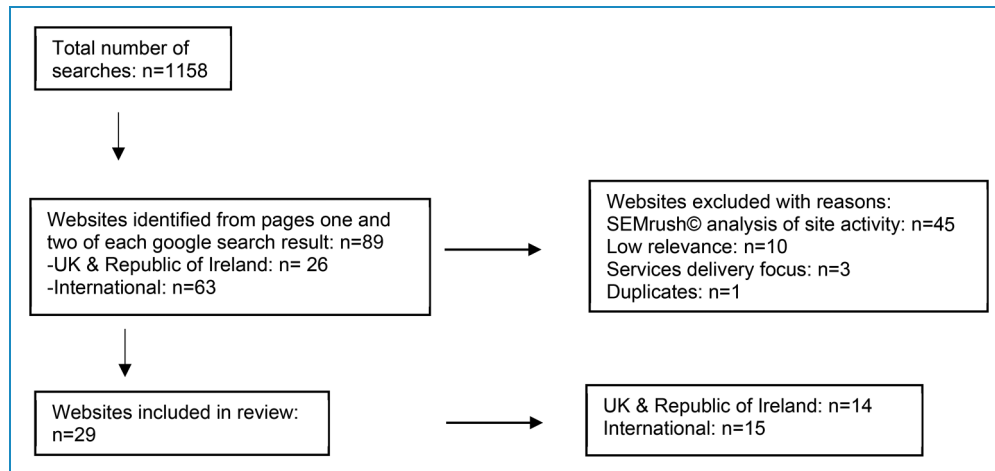 Total number of
searches: n=1158
Websites identified from pages one and
two of each google search result: n=89
-UK & Republic of Ireland: n= 26
-International: n=63
Websites excluded with reasons:
SEMrush© analysis of site activity: n=45
Low relevance: n=10
Services delivery focus: n=3
Duplicates: n=1
Websites included in review:
n=29
UK & Republic of Ireland: n=14
International: n=15